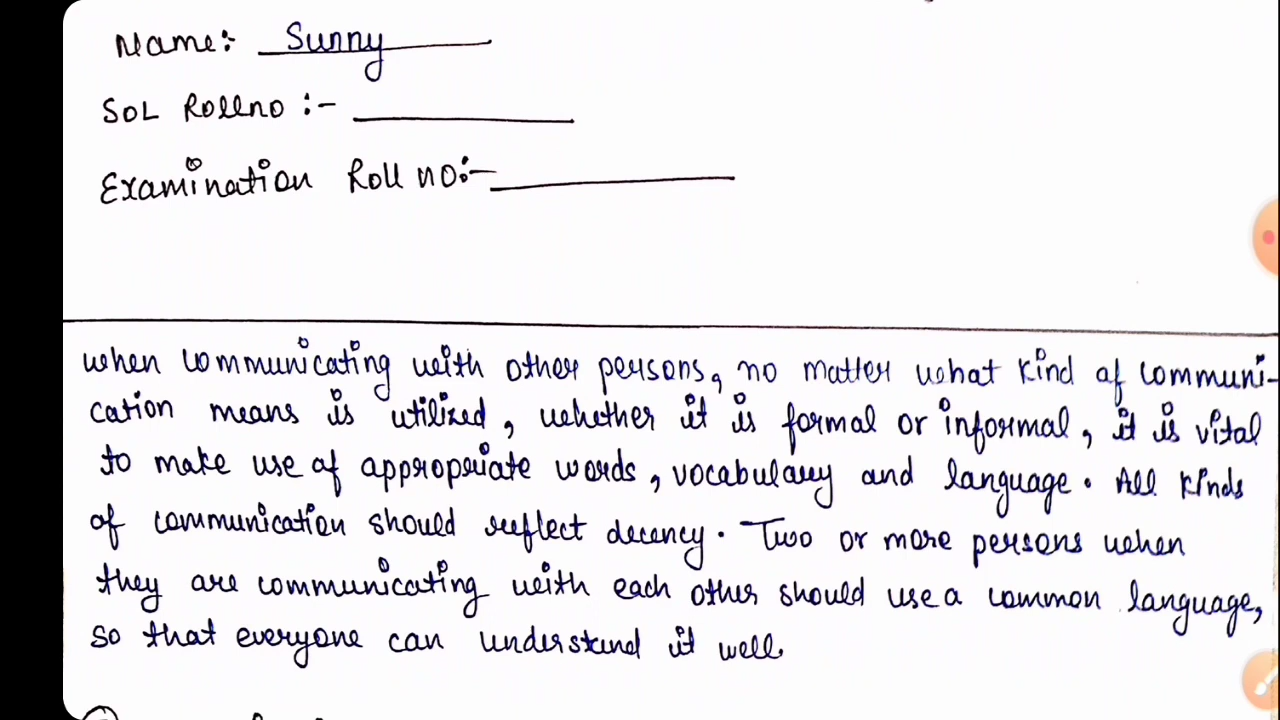 Name:- Sunny
SOL Rollno :-
Examination Roll no:-
when communicating with other persons, no matter what kind of communi-
cation means is utilized, whether it is formal or informal, it is vital
to make use of appropriate words, vocabulary and language. All kinds
of communication should reflect decency. Two or more persons when
they are communicating with each other should use a common language,
so that everyone can understand it well.